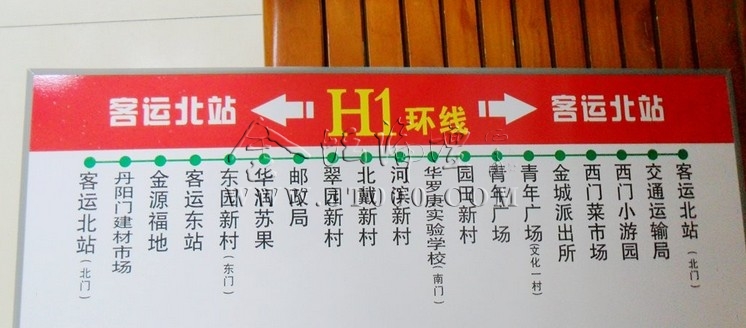 客运北站 H1环线 客运北站
客运北站(北门)
丹阳门建材市场
金源福地
客运东站
东园新村(东门)
华润苏果
邮政局
翠园新村
北戴新村
河滨新村
华罗庚实验学校(南门)
园田新村
青年广场
青年广场(文化一村)
金城派出所
西门菜市场
西门小游园
交通运输局
客运北站(北门)